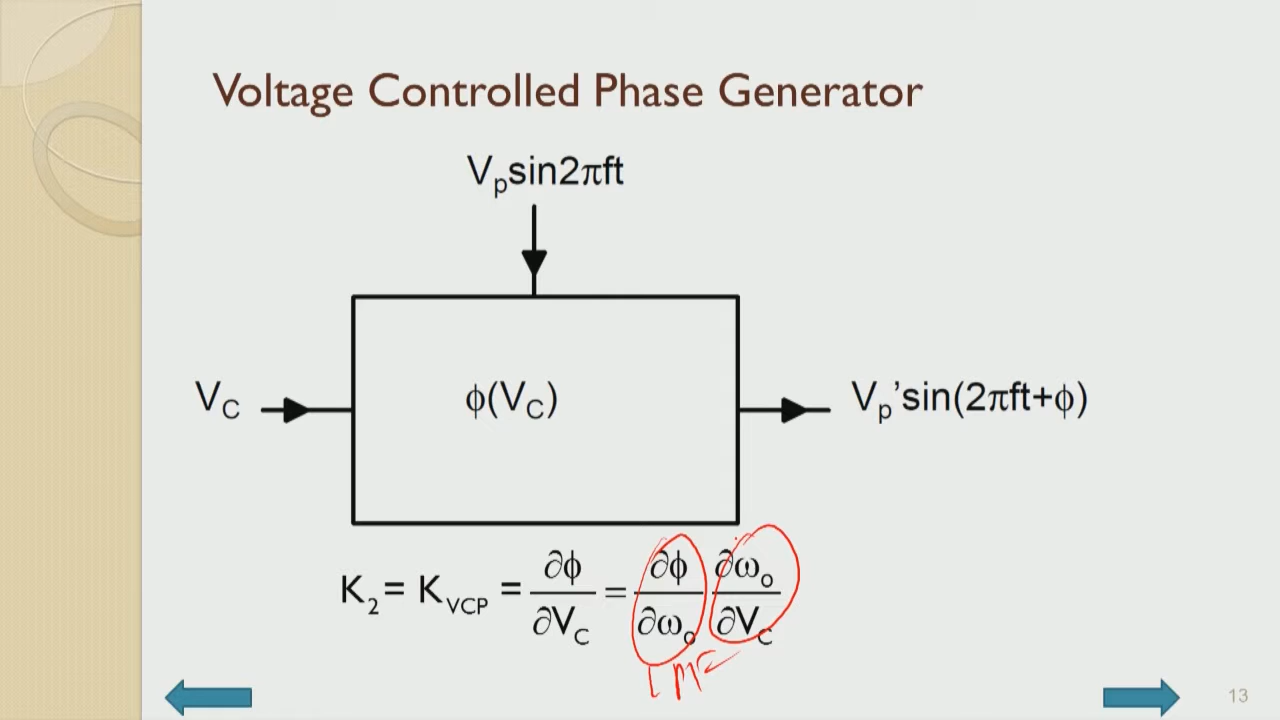 Voltage Controlled Phase Generator
Vpsin2πft
VC
ϕ(VC)
Vp’sin(2πft+ϕ)
K2= KVCP = ∂ϕ/∂VC = ∂ϕ/∂ωo ∂ωo/∂VC
13